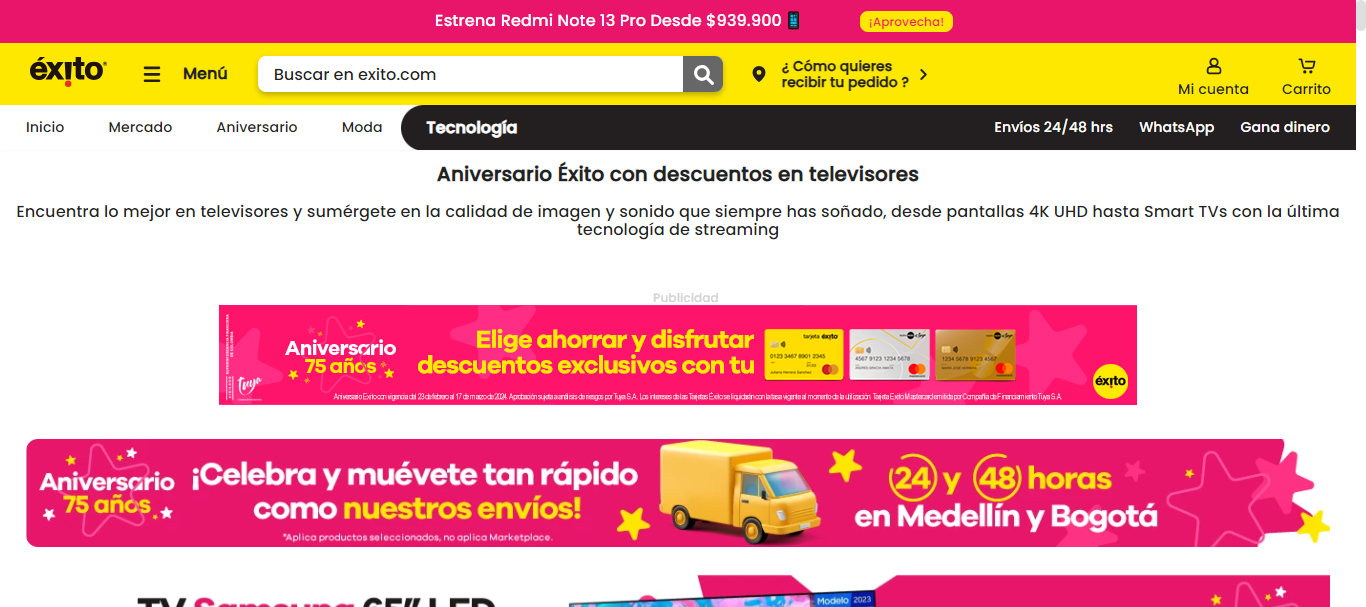 Estrena Redmi Note 13 Pro Desde $939.900
¡Aprovecha!
éxito
Menú
Buscar en exito.com
¿ Cómo quieres
recibir tu pedido ?
Mi cuenta
Carrito
Inicio
Mercado
Aniversario
Moda
Tecnología
Envíos 24/48 hrs
WhatsApp
Gana dinero
Aniversario Éxito con descuentos en televisores
Encuentra lo mejor en televisores y sumérgete en la calidad de imagen y sonido que siempre has soñado, desde pantallas 4K UHD hasta Smart TVs con la última
tecnología de streaming
Publicidad
tuya
Aniversario
75 años
Elige ahorrar y disfrutar
descuentos exclusivos con tu
tarjeta éxito
0123 3467 8901 2345
4567 9123 1234 5678
éxito
Aniversario Exito con vigencia del 23 de febrero al 17 de marzo de 2024. Aprobación sujeta a análisis de riesgos por Tuya S.A. Los intereses de las Tarjetas Éxito se liquidarán con la tasa vigente al momento de la utilización. Tarjeta Éxito Mastercard emitida por Compañía de Financiamiento Tuya S.A.
Aniversario
75 años
¡Celebra y muévete tan rápido
como nuestros envíos!
*Aplica productos seleccionados, no aplica Marketplace.
24 y 48 horas
en Medellín y Bogotá
TV Samsung 65" LED
Modelo 2023